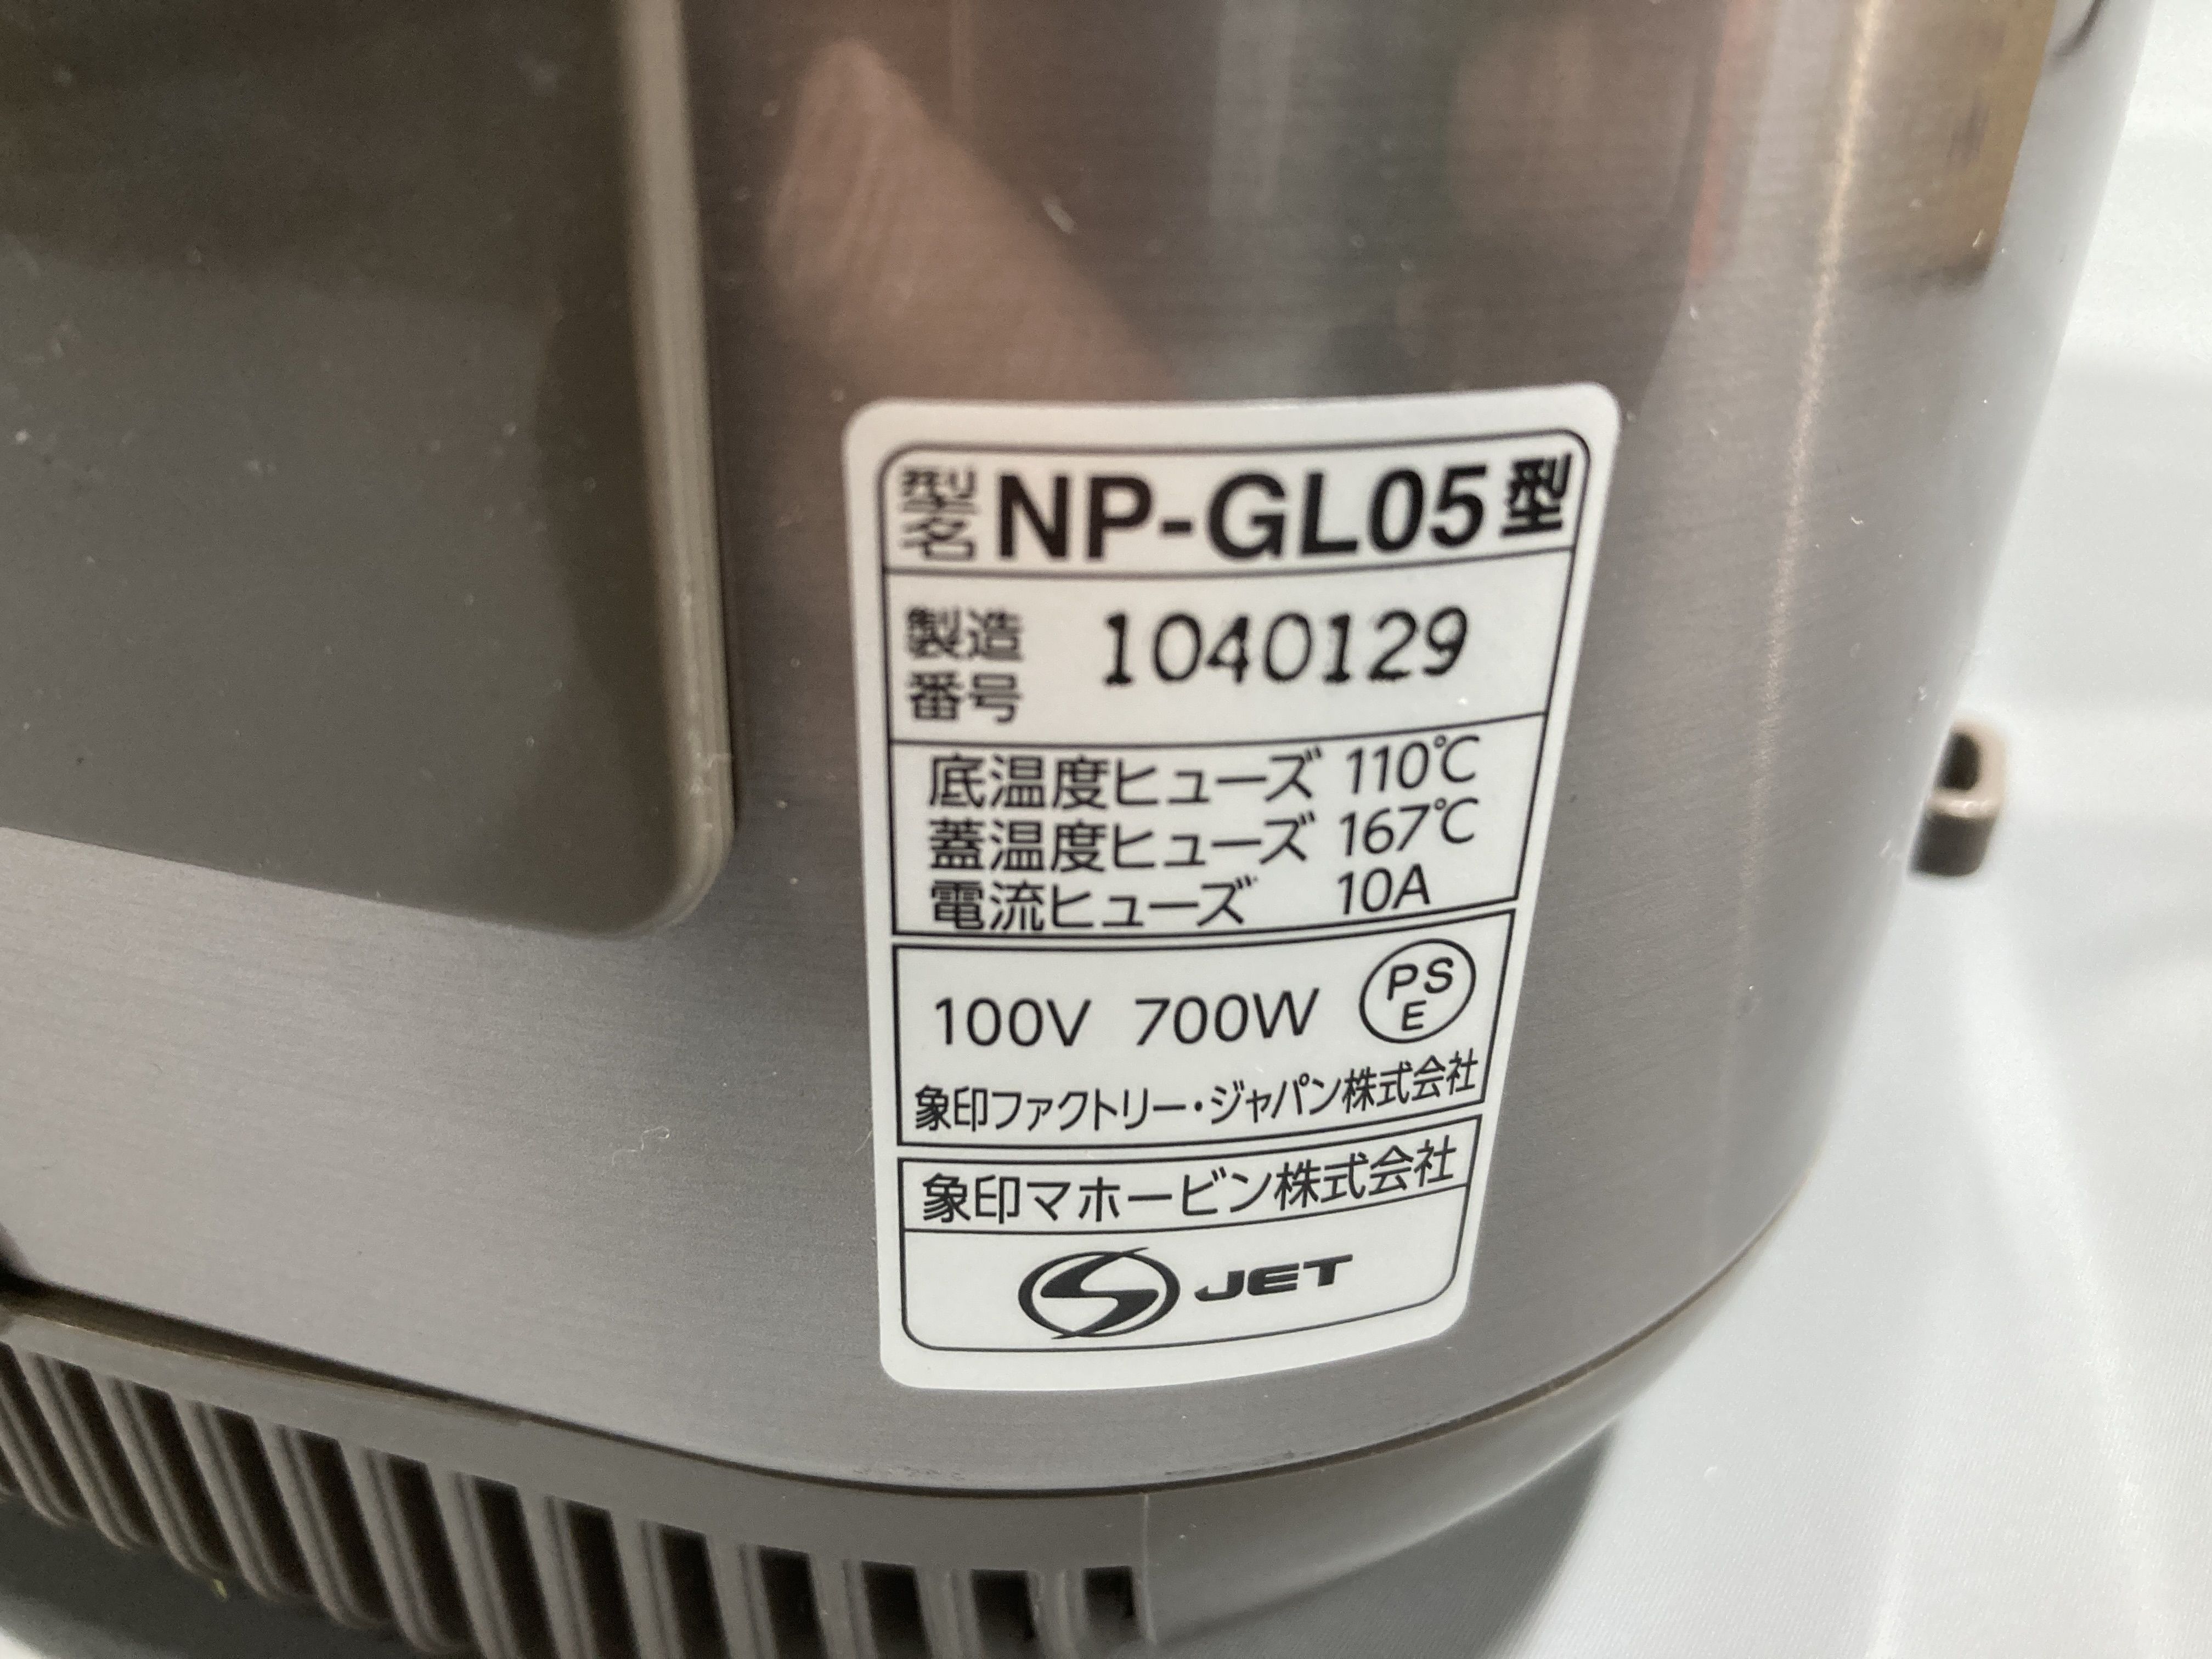 型名 NP-GL05型
製造番号 1040129
底温度ヒューズ 110℃
蓋温度ヒューズ 167℃
電流ヒューズ 10A
100V 700W PSE
象印ファクトリー・ジャパン株式会社
象印マホービン株式会社
S JET